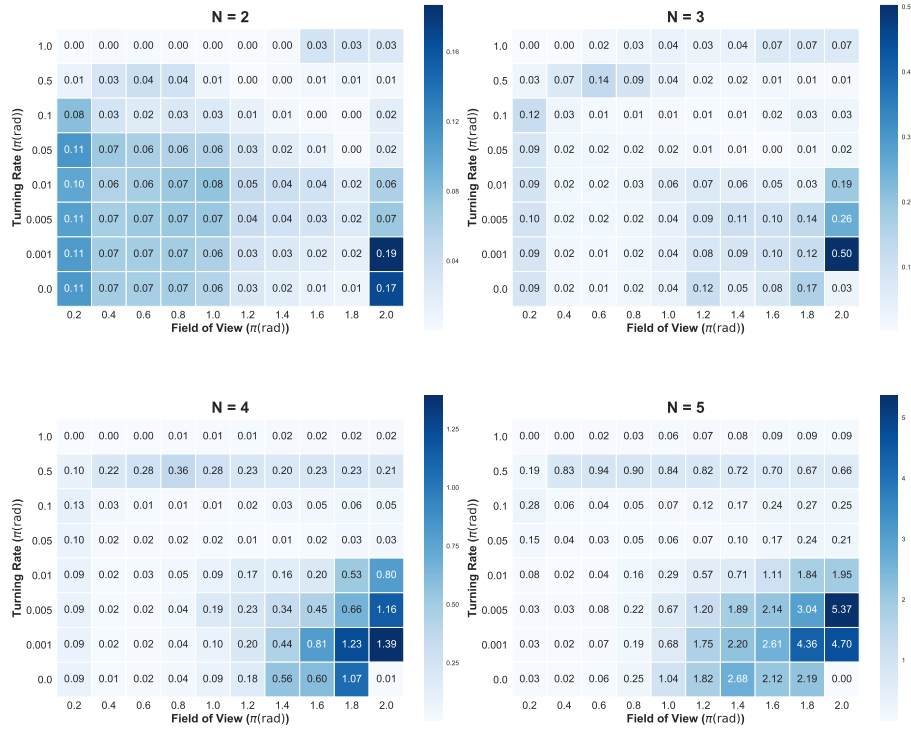 N = 2
1.0 0.00 0.00 0.00 0.00 0.00 0.00 0.00 0.03 0.03 0.03
0.5 0.01 0.03 0.04 0.04 0.01 0.00 0.00 0.01 0.01 0.01
0.1 0.08 0.03 0.02 0.03 0.02 0.01 0.01 0.00 0.00 0.02
0.05 0.11 0.07 0.06 0.06 0.06 0.03 0.02 0.01 0.00 0.02
0.01 0.10 0.06 0.06 0.07 0.08 0.05 0.04 0.04 0.02 0.06
0.005 0.11 0.07 0.07 0.07 0.07 0.04 0.04 0.03 0.02 0.07
0.001 0.11 0.07 0.07 0.07 0.06 0.03 0.03 0.02 0.01 0.19
0.0 0.11 0.07 0.07 0.07 0.06 0.03 0.02 0.01 0.01 0.17
0.2 0.4 0.6 0.8 1.0 1.2 1.4 1.6 1.8 2.0
Field of View (π(rad))
Turning Rate (π(rad))
0.16
0.12
0.08
0.04
N = 3
1.0 0.00 0.00 0.02 0.03 0.04 0.03 0.04 0.07 0.07 0.07
0.5 0.03 0.07 0.14 0.09 0.04 0.02 0.02 0.01 0.01 0.01
0.1 0.12 0.03 0.01 0.01 0.01 0.01 0.01 0.02 0.03 0.03
0.05 0.09 0.02 0.01 0.01 0.01 0.02 0.01 0.00 0.01 0.02
0.01 0.09 0.02 0.02 0.01 0.03 0.07 0.06 0.05 0.03 0.19
0.005 0.10 0.02 0.02 0.02 0.04 0.09 0.11 0.10 0.14 0.26
0.001 0.09 0.02 0.02 0.01 0.04 0.08 0.09 0.10 0.12 0.50
0.0 0.09 0.02 0.01 0.01 0.02 0.12 0.05 0.08 0.17 0.03
0.2 0.4 0.6 0.8 1.0 1.2 1.4 1.6 1.8 2.0
Field of View (π(rad))
Turning Rate (π(rad))
0.5
0.4
0.3
0.2
0.1
N = 4
1.0 0.00 0.00 0.00 0.01 0.01 0.01 0.02 0.02 0.02 0.02
0.5 0.10 0.22 0.28 0.36 0.28 0.23 0.20 0.23 0.23 0.21
0.1 0.13 0.03 0.01 0.01 0.02 0.04 0.03 0.05 0.06 0.05
0.05 0.10 0.02 0.02 0.02 0.02 0.01 0.01 0.02 0.03 0.03
0.01 0.09 0.02 0.03 0.05 0.09 0.17 0.16 0.20 0.53 0.80
0.005 0.09 0.02 0.02 0.04 0.19 0.23 0.34 0.45 0.66 1.16
0.001 0.09 0.02 0.02 0.04 0.10 0.20 0.44 0.81 1.23 1.39
0.0 0.09 0.01 0.02 0.04 0.09 0.18 0.56 0.60 1.07 0.01
0.2 0.4 0.6 0.8 1.0 1.2 1.4 1.6 1.8 2.0
Field of View (π(rad))
Turning Rate (π(rad))
1.25
1.00
0.75
0.50
0.25
N = 5
1.0 0.00 0.00 0.02 0.03 0.06 0.07 0.08 0.09 0.09 0.09
0.5 0.19 0.83 0.94 0.90 0.84 0.82 0.72 0.70 0.67 0.66
0.1 0.28 0.06 0.04 0.05 0.07 0.12 0.17 0.24 0.27 0.25
0.05 0.15 0.04 0.03 0.05 0.06 0.07 0.10 0.17 0.24 0.21
0.01 0.08 0.02 0.04 0.16 0.29 0.57 0.71 1.11 1.84 1.95
0.005 0.03 0.03 0.08 0.22 0.67 1.20 1.89 2.14 3.04 5.37
0.001 0.03 0.02 0.07 0.19 0.68 1.75 2.20 2.61 4.36 4.70
0.0 0.03 0.02 0.06 0.25 1.04 1.82 2.68 2.12 2.19 0.00
0.2 0.4 0.6 0.8 1.0 1.2 1.4 1.6 1.8 2.0
Field of View (π(rad))
Turning Rate (π(rad))
5
4
3
2
1